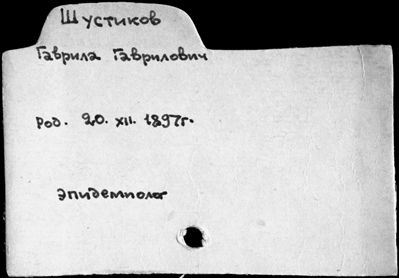 Шустиков
Гаврила Гаврилович
Род. 20. XII. 1897г.
эпидемиолог